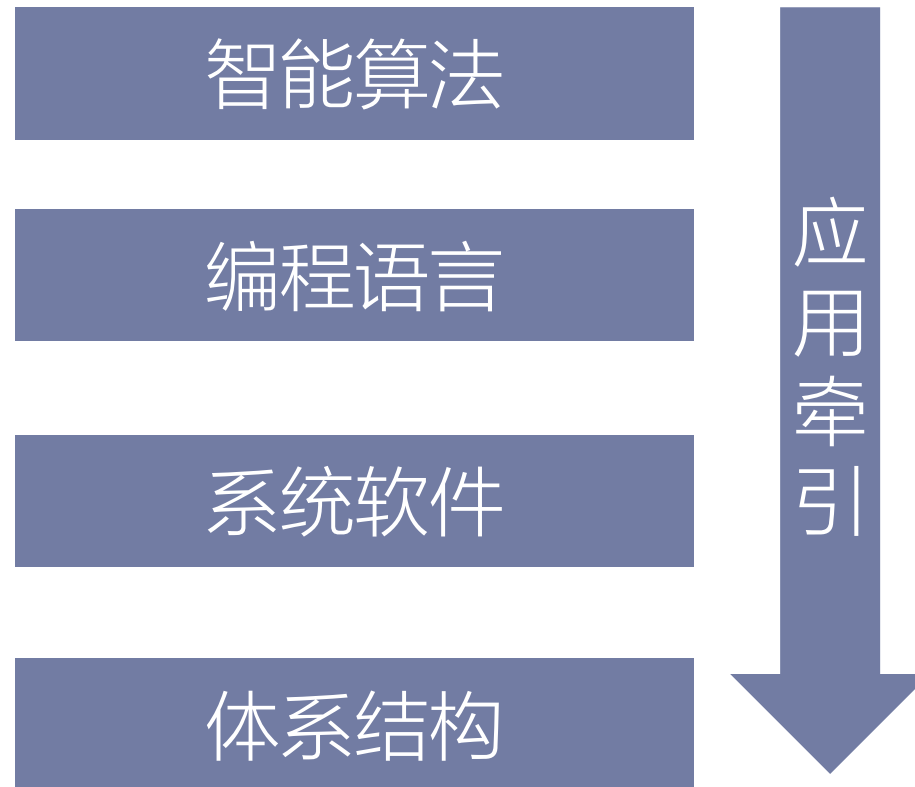 智能算法
编程语言
系统软件
体系结构
应用牵引